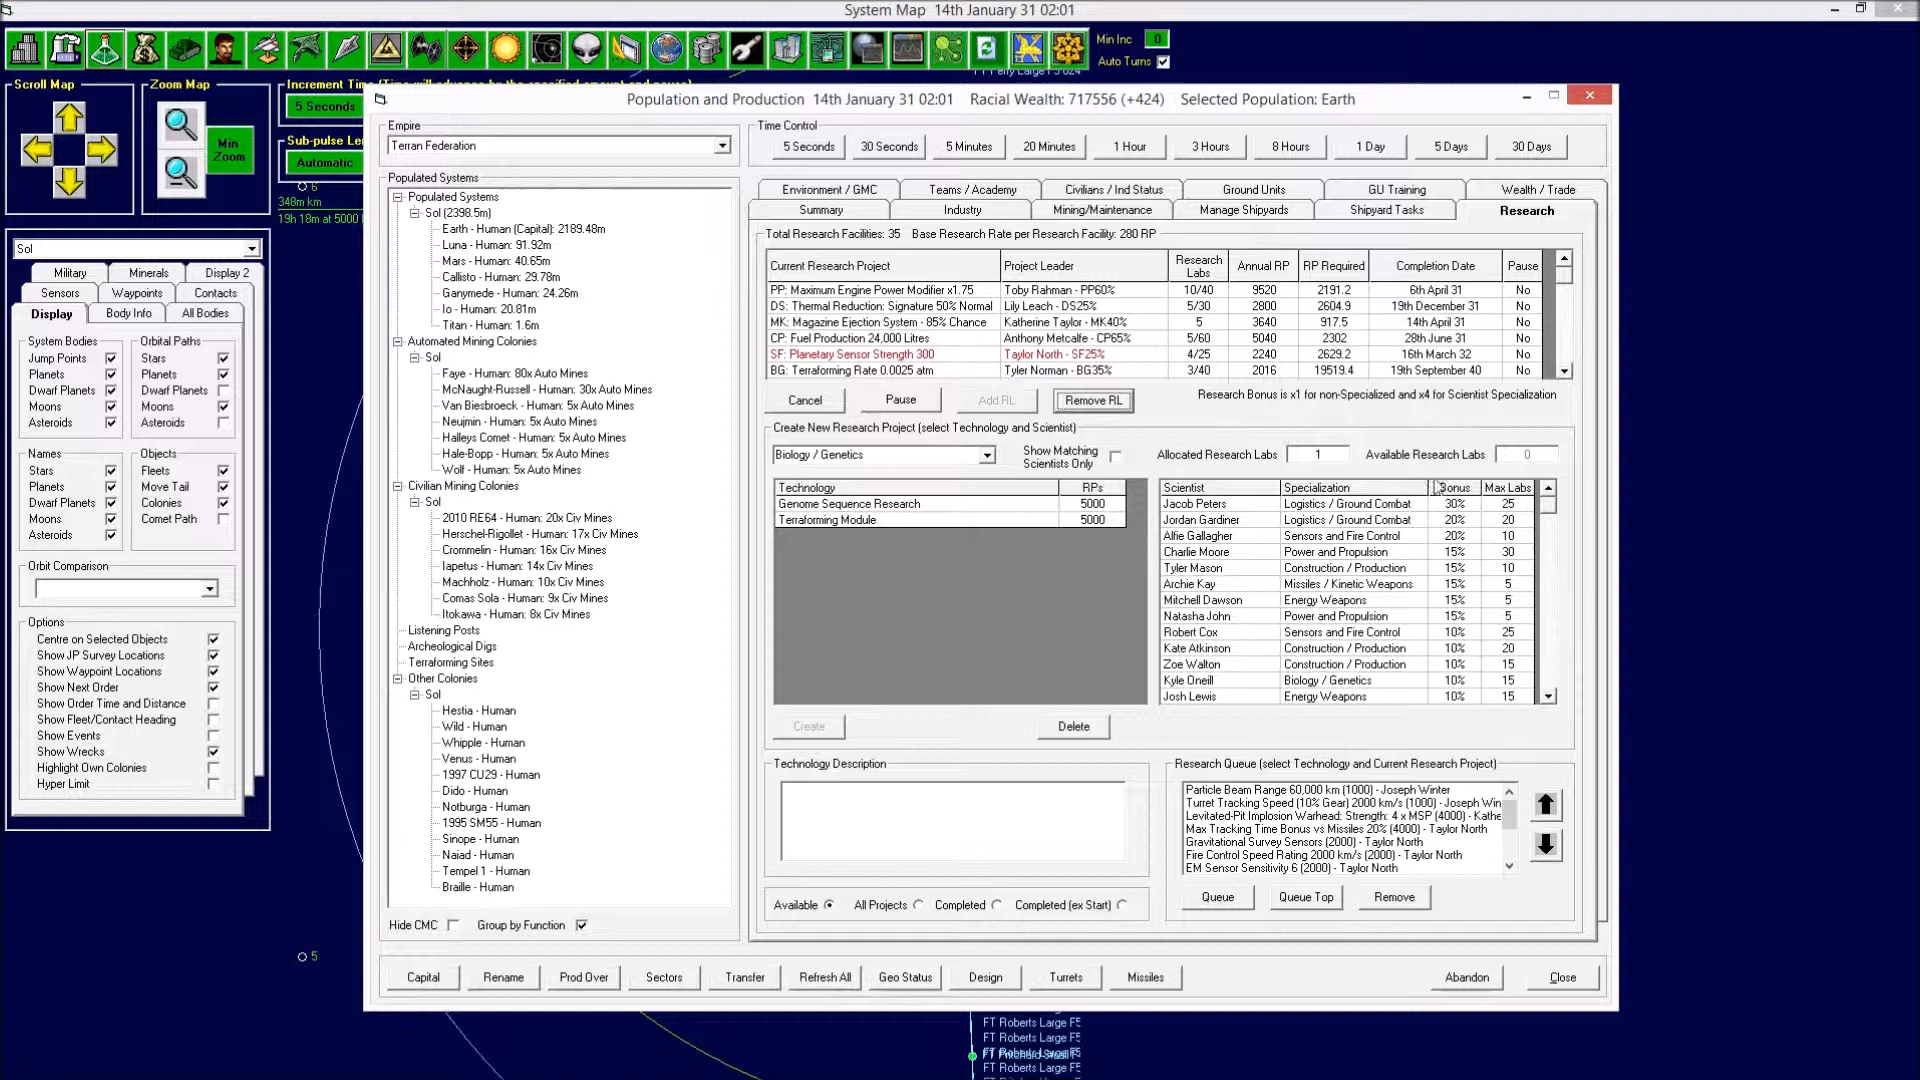 System Map 14th January 31 02:01
Min Inc 0
Auto Turns
Scroll Map
Zoom Map
Min Zoom
5 Seconds
Automatic
6
348m km
Sol
Military Minerals Display 2
Sensors Waypoints Contacts
Display Body Info All Bodies
System Bodies
Jump Points
Stars
Planets
Dwarf Planets
Moons
Asteroids
Orbital Paths
Stars
Planets
Dwarf Planets
Moons
Asteroids
Names
Stars
Planets
Dwarf Planets
Moons
Asteroids
Objects
Fleets
Move Tail
Colonies
Comet Path
Orbit Comparison
Options
Centre on Selected Objects
Show JP Survey Locations
Show Waypoint Locations
Show Next Order
Show Order Time and Distance
Show Fleet/Contact Heading
Show Events
Show Wrecks
Highlight Own Colonies
Hyper Limit
5
Population and Production 14th January 31 02:01 Racial Wealth: 717556 (+424) Selected Population: Earth
Empire
Terran Federation
Populated Systems
Populated Systems
Sol (2398.5m)
Earth - Human (Capital): 2189.48m
Luna - Human: 91.92m
Mars - Human: 40.65m
Callisto - Human: 29.78m
Ganymede - Human: 24.26m
Io - Human: 20.81m
Titan - Human: 1.6m
Automated Mining Colonies
Sol
Faye - Human: 80x Auto Mines
McNaught-Russell - Human: 30x Auto Mines
Van Biesbroeck - Human: 5x Auto Mines
Neujmin - Human: 5x Auto Mines
Halleys Comet - Human: 5x Auto Mines
Hale-Bopp - Human: 5x Auto Mines
Wolf - Human: 5x Auto Mines
Civilian Mining Colonies
Sol
2010 RE64 - Human: 20x Civ Mines
Herschel-Rigollet - Human: 17x Civ Mines
Crommelin - Human: 16x Civ Mines
Iapetus - Human: 14x Civ Mines
Machholz - Human: 10x Civ Mines
Comas Sola - Human: 9x Civ Mines
Itokawa - Human: 8x Civ Mines
Listening Posts
Archeological Digs
Terraforming Sites
Other Colonies
Sol
Hestia - Human
Wild - Human
Whipple - Human
Venus - Human
1997 CU29 - Human
Dido - Human
Notburga - Human
1995 SM55 - Human
Sinope - Human
Naiad - Human
Tempel 1 - Human
Braille - Human
Hide CMC Group by Function
Time Control
5 Seconds 30 Seconds 5 Minutes 20 Minutes 1 Hour 3 Hours 8 Hours 1 Day 5 Days 30 Days
Environment / GMC Teams / Academy Civilians / Ind Status Ground Units GU Training Wealth / Trade
Summary Industry Mining/Maintenance Manage Shipyards Shipyard Tasks Research
Total Research Facilities: 35 Base Research Rate per Research Facility: 280 RP
Current Research Project Project Leader Research Labs Annual RP RP Required Completion Date Pause
PP: Maximum Engine Power Modifier x1.75 Toby Rahman - PP60% 10/40 9520 2191.2 6th April 31 No
DS: Thermal Reduction: Signature 50% Normal Lily Leach - DS25% 5/30 2800 2604.9 19th December 31 No
MK: Magazine Ejection System - 85% Chance Katherine Taylor - MK40% 5 3640 917.5 14th April 31 No
CP: Fuel Production 24,000 Litres Anthony Metcalfe - CP65% 5/60 5040 2302 28th June 31 No
SF: Planetary Sensor Strength 300 Taylor North - SF25% 4/25 2240 2629.2 16th March 32 No
BG: Terraforming Rate 0.0025 atm Tyler Norman - BG35% 3/40 2016 19519.4 19th September 40 No
Cancel Pause Add RL Remove RL Research Bonus is x1 for non-Specialized and x4 for Scientist Specialization
Create New Research Project (select Technology and Scientist)
Biology / Genetics Show Matching Scientists Only Allocated Research Labs 1 Available Research Labs 0
Technology RPs
Genome Sequence Research 5000
Terraforming Module 5000
Scientist Specialization Bonus Max Labs
Jacob Peters Logistics / Ground Combat 30% 25
Jordan Gardiner Logistics / Ground Combat 20% 20
Alfie Gallagher Sensors and Fire Control 20% 10
Charlie Moore Power and Propulsion 15% 30
Tyler Mason Construction / Production 15% 10
Archie Kay Missiles / Kinetic Weapons 15% 5
Mitchell Dawson Energy Weapons 15% 5
Natasha John Power and Propulsion 15% 5
Robert Cox Sensors and Fire Control 10% 25
Kate Atkinson Construction / Production 10% 20
Zoe Walton Construction / Production 10% 15
Kyle Oneill Biology / Genetics 10% 15
Josh Lewis Energy Weapons 10% 15
Create Delete
Technology Description
Research Queue (select Technology and Current Research Project)
Particle Beam Range 60,000 km (1000) - Joseph Winter
Turret Tracking Speed (10% Gear) 2000 km/s (1000) - Joseph Win
Levitated-Pit Implosion Warhead: Strength: 4 x MSP (4000) - Kathe
Max Tracking Time Bonus vs Missiles 20% (4000) - Taylor North
Gravitational Survey Sensors (2000) - Taylor North
Fire Control Speed Rating 2000 km/s (2000) - Taylor North
EM Sensor Sensitivity 6 (2000) - Taylor North
Available All Projects Completed Completed (ex Start)
Queue Queue Top Remove
Capital Rename Prod Over Sectors Transfer Refresh All Geo Status Design Turrets Missiles Abandon Close
FT Roberts Large F5
FT Roberts Large F5
FT Roberts Large F5